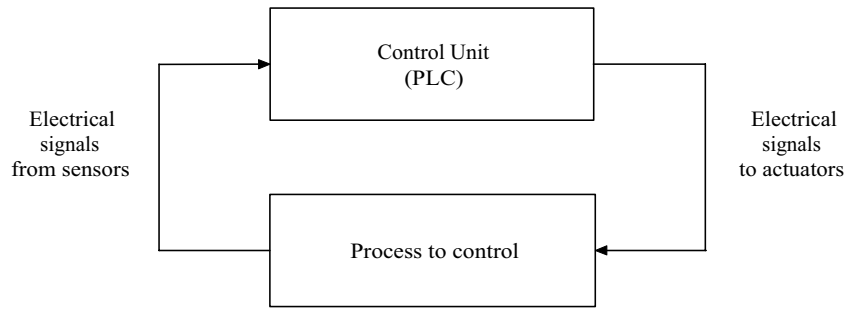 Control Unit
(PLC)
Electrical
signals
from sensors
Electrical
signals
to actuators
Process to control